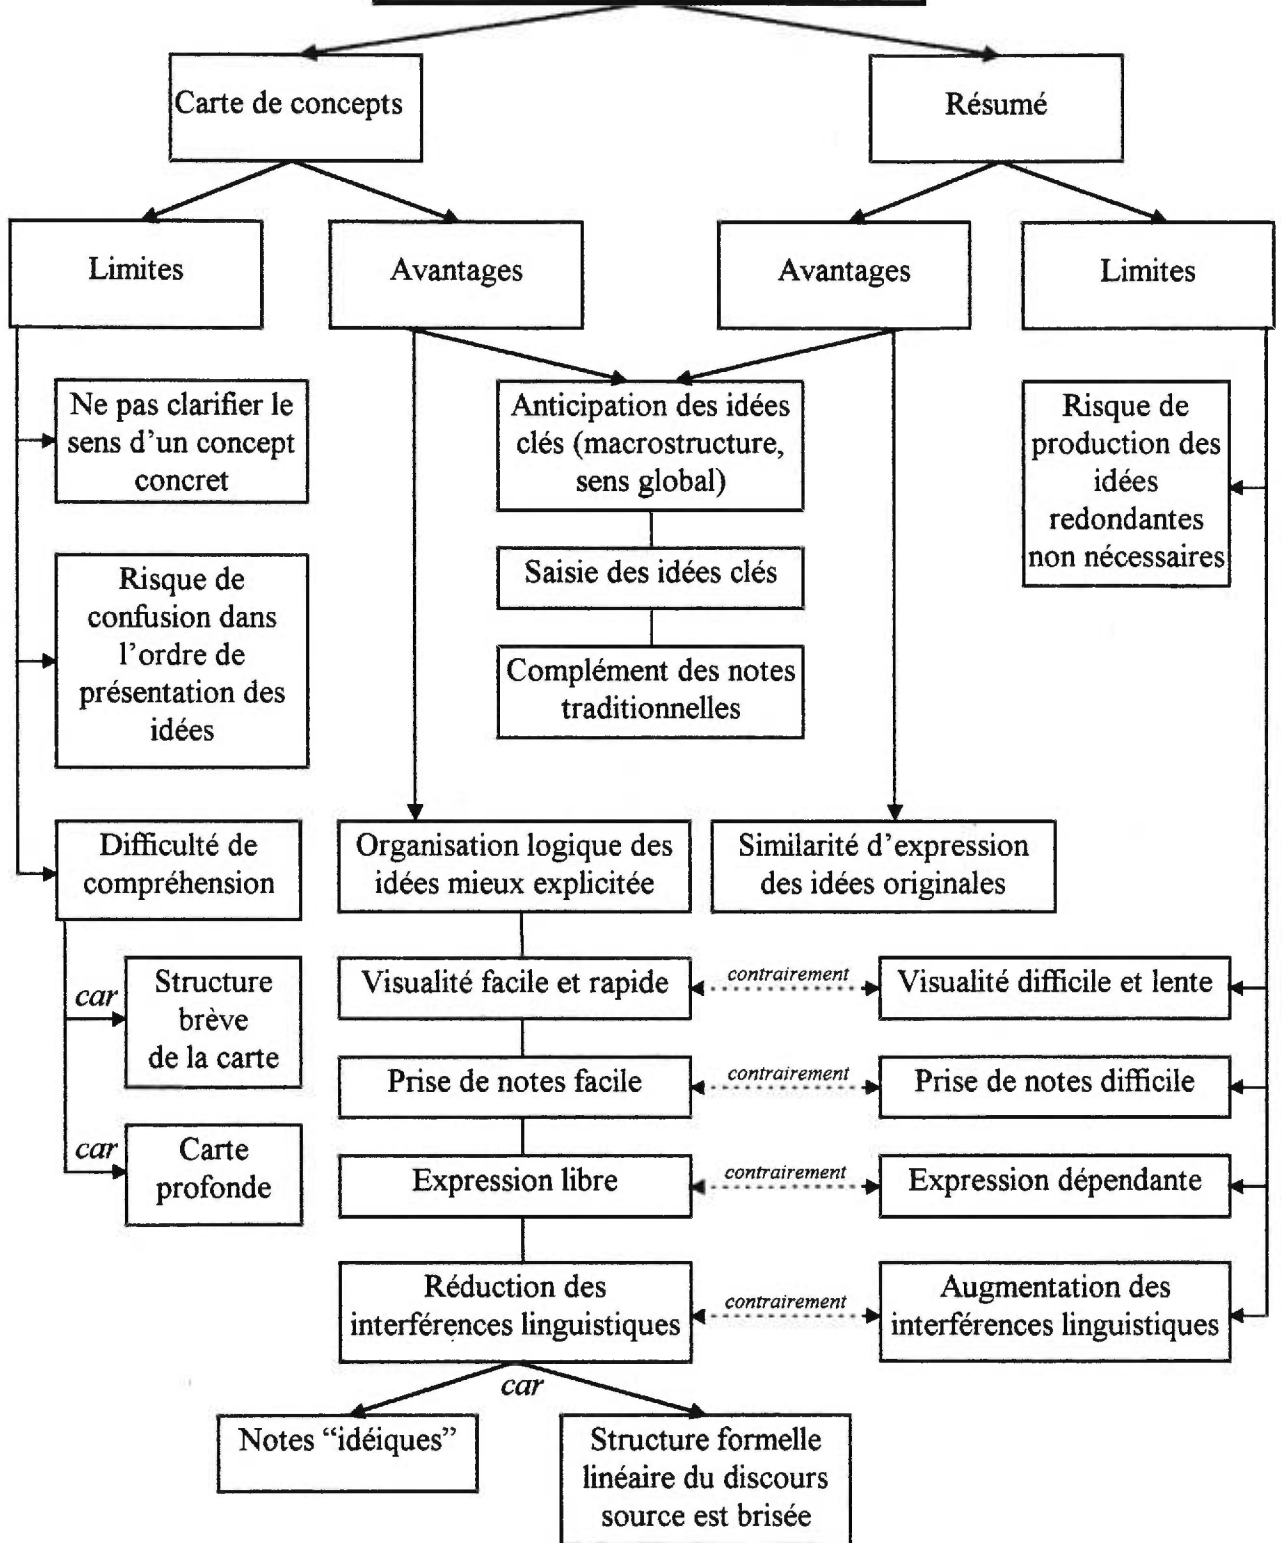 Carte de concepts
Résumé
Limites
Avantages
Avantages
Limites
Ne pas clarifier le
sens d'un concept
concret
Anticipation des idées
clés (macrostructure,
sens global)
Risque de
production des
idées
redondantes
non nécessaires
Saisie des idées clés
Risque de
confusion dans
l'ordre de
présentation des
idées
Complément des notes
traditionnelles
Difficulté de
compréhension
Organisation logique des
idées mieux explicitée
Similarité d'expression
des idées originales
car
Structure
brève
de la carte
Visualité facile et rapide
contrairement
Visualité difficile et lente
Prise de notes facile
contrairement
Prise de notes difficile
car
Carte
profonde
Expression libre
contrairement
Expression dépendante
Réduction des
interférences linguistiques
contrairement
Augmentation des
interférences linguistiques
car
Notes “idéiques”
Structure formelle
linéaire du discours
source est brisée